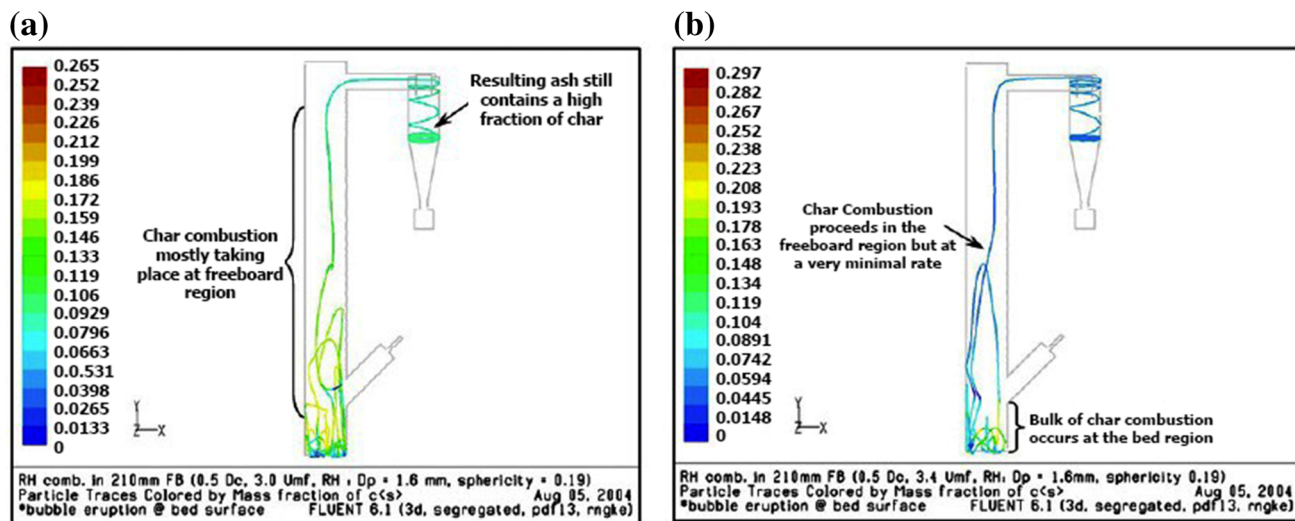 (a)
0.265
0.252
0.239
0.226
0.212
0.199
0.186
0.172
0.159
0.146
0.133
0.119
0.106
0.0929
0.0796
0.0663
0.0531
0.0398
0.0265
0.0133
0
Resulting ash still
contains a high
fraction of char
Char combustion
mostly taking
place at freeboard
region
Y
Z
X
RH comb. in 210mm FB (0.5 Dc, 3.0 Umf, RH : Dp = 1.6 mm, sphericity = 0.19)
Particle Traces Colored by Mass fraction of c<s>
Aug 05, 2004
*bubble eruption @ bed surface
FLUENT 6.1 (3d, segregated, pdf13, rngke)
(b)
0.297
0.282
0.267
0.252
0.238
0.223
0.208
0.193
0.178
0.163
0.148
0.134
0.119
0.104
0.0891
0.0742
0.0594
0.0445
0.0148
0
Char Combustion
proceeds in the
freeboard region but at
a very minimal rate
Bulk of char combustion
occurs at the bed region
Y
Z
X
RH comb. in 210mm FB (0.5 Dc, 3.4 Umf, RH: Dp = 1.6mm, sphericity 0.19)
Particle Traces Colored by Mass fraction of c<s>
Aug 05, 2004
*bubble eruption @ bed surface
FLUENT 6.1 (3d, segregated, pdf13, rngke)